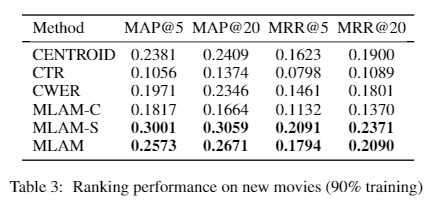 Method MAP@5 MAP@20 MRR@5 MRR@20
CENTROID 0.2381 0.2409 0.1623 0.1900
CTR 0.1056 0.1374 0.0798 0.1089
CWER 0.1971 0.2346 0.1461 0.1801
MLAM-C 0.1817 0.1664 0.1132 0.1370
MLAM-S 0.3001 0.3059 0.2091 0.2371
MLAM 0.2573 0.2671 0.1794 0.2090
Table 3: Ranking performance on new movies (90% training)